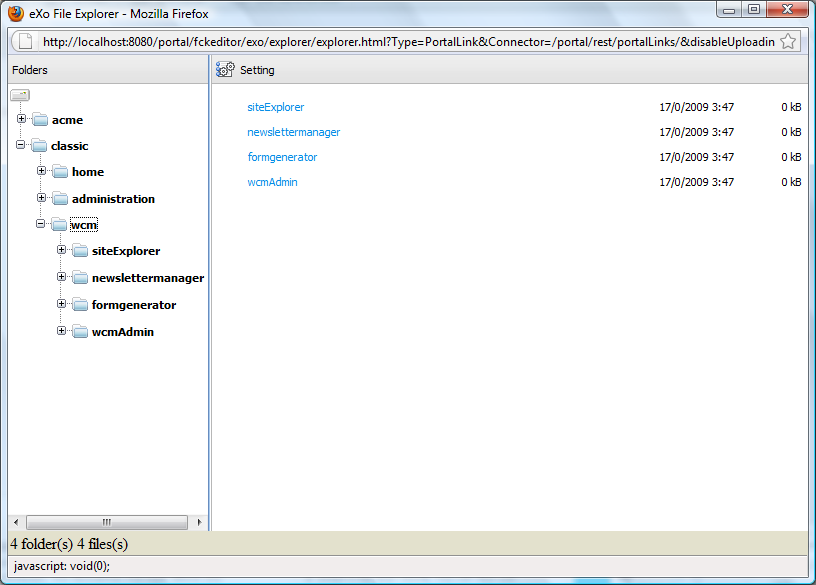 eXo File Explorer - Mozilla Firefox
http://localhost:8080/portal/fckeditor/exo/explorer/explorer.html?Type=PortalLink&Connector=/portal/rest/portalLinks/&disableUploadin
Folders
Setting
acme
classic
home
administration
wcm
siteExplorer
newslettermanager
formgenerator
wcmAdmin
siteExplorer 17/0/2009 3:47 0 kB
newslettermanager 17/0/2009 3:47 0 kB
formgenerator 17/0/2009 3:47 0 kB
wcmAdmin 17/0/2009 3:47 0 kB
4 folder(s) 4 files(s)
javascript: void(0);